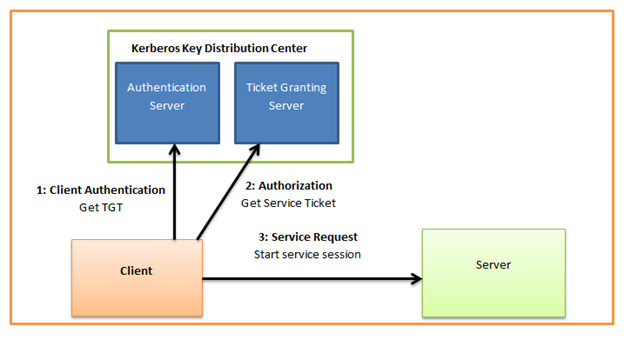 Kerberos Key Distribution Center
Authentication
Server
Ticket Granting
Server
1: Client Authentication
Get TGT
2: Authorization
Get Service Ticket
3: Service Request
Start service session
Client
Server